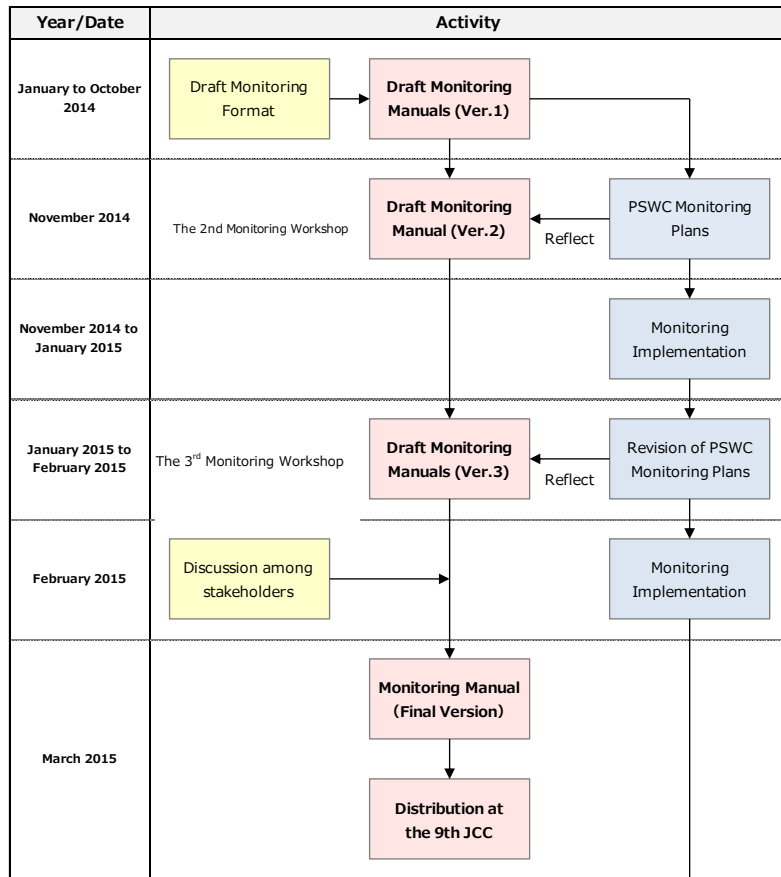 Year/Date
Activity
January to October
2014
Draft Monitoring
Format
Draft Monitoring
Manuals (Ver.1)
November 2014
The 2nd Monitoring Workshop
Draft Monitoring
Manual (Ver.2)
Reflect
PSWC Monitoring
Plans
November 2014 to
January 2015
Monitoring
Implementation
January 2015 to
February 2015
The 3rd Monitoring Workshop
Draft Monitoring
Manuals (Ver.3)
Reflect
Revision of PSWC
Monitoring Plans
February 2015
Discussion among
stakeholders
Monitoring
Implementation
March 2015
Monitoring Manual
(Final Version)
Distribution at
the 9th JCC